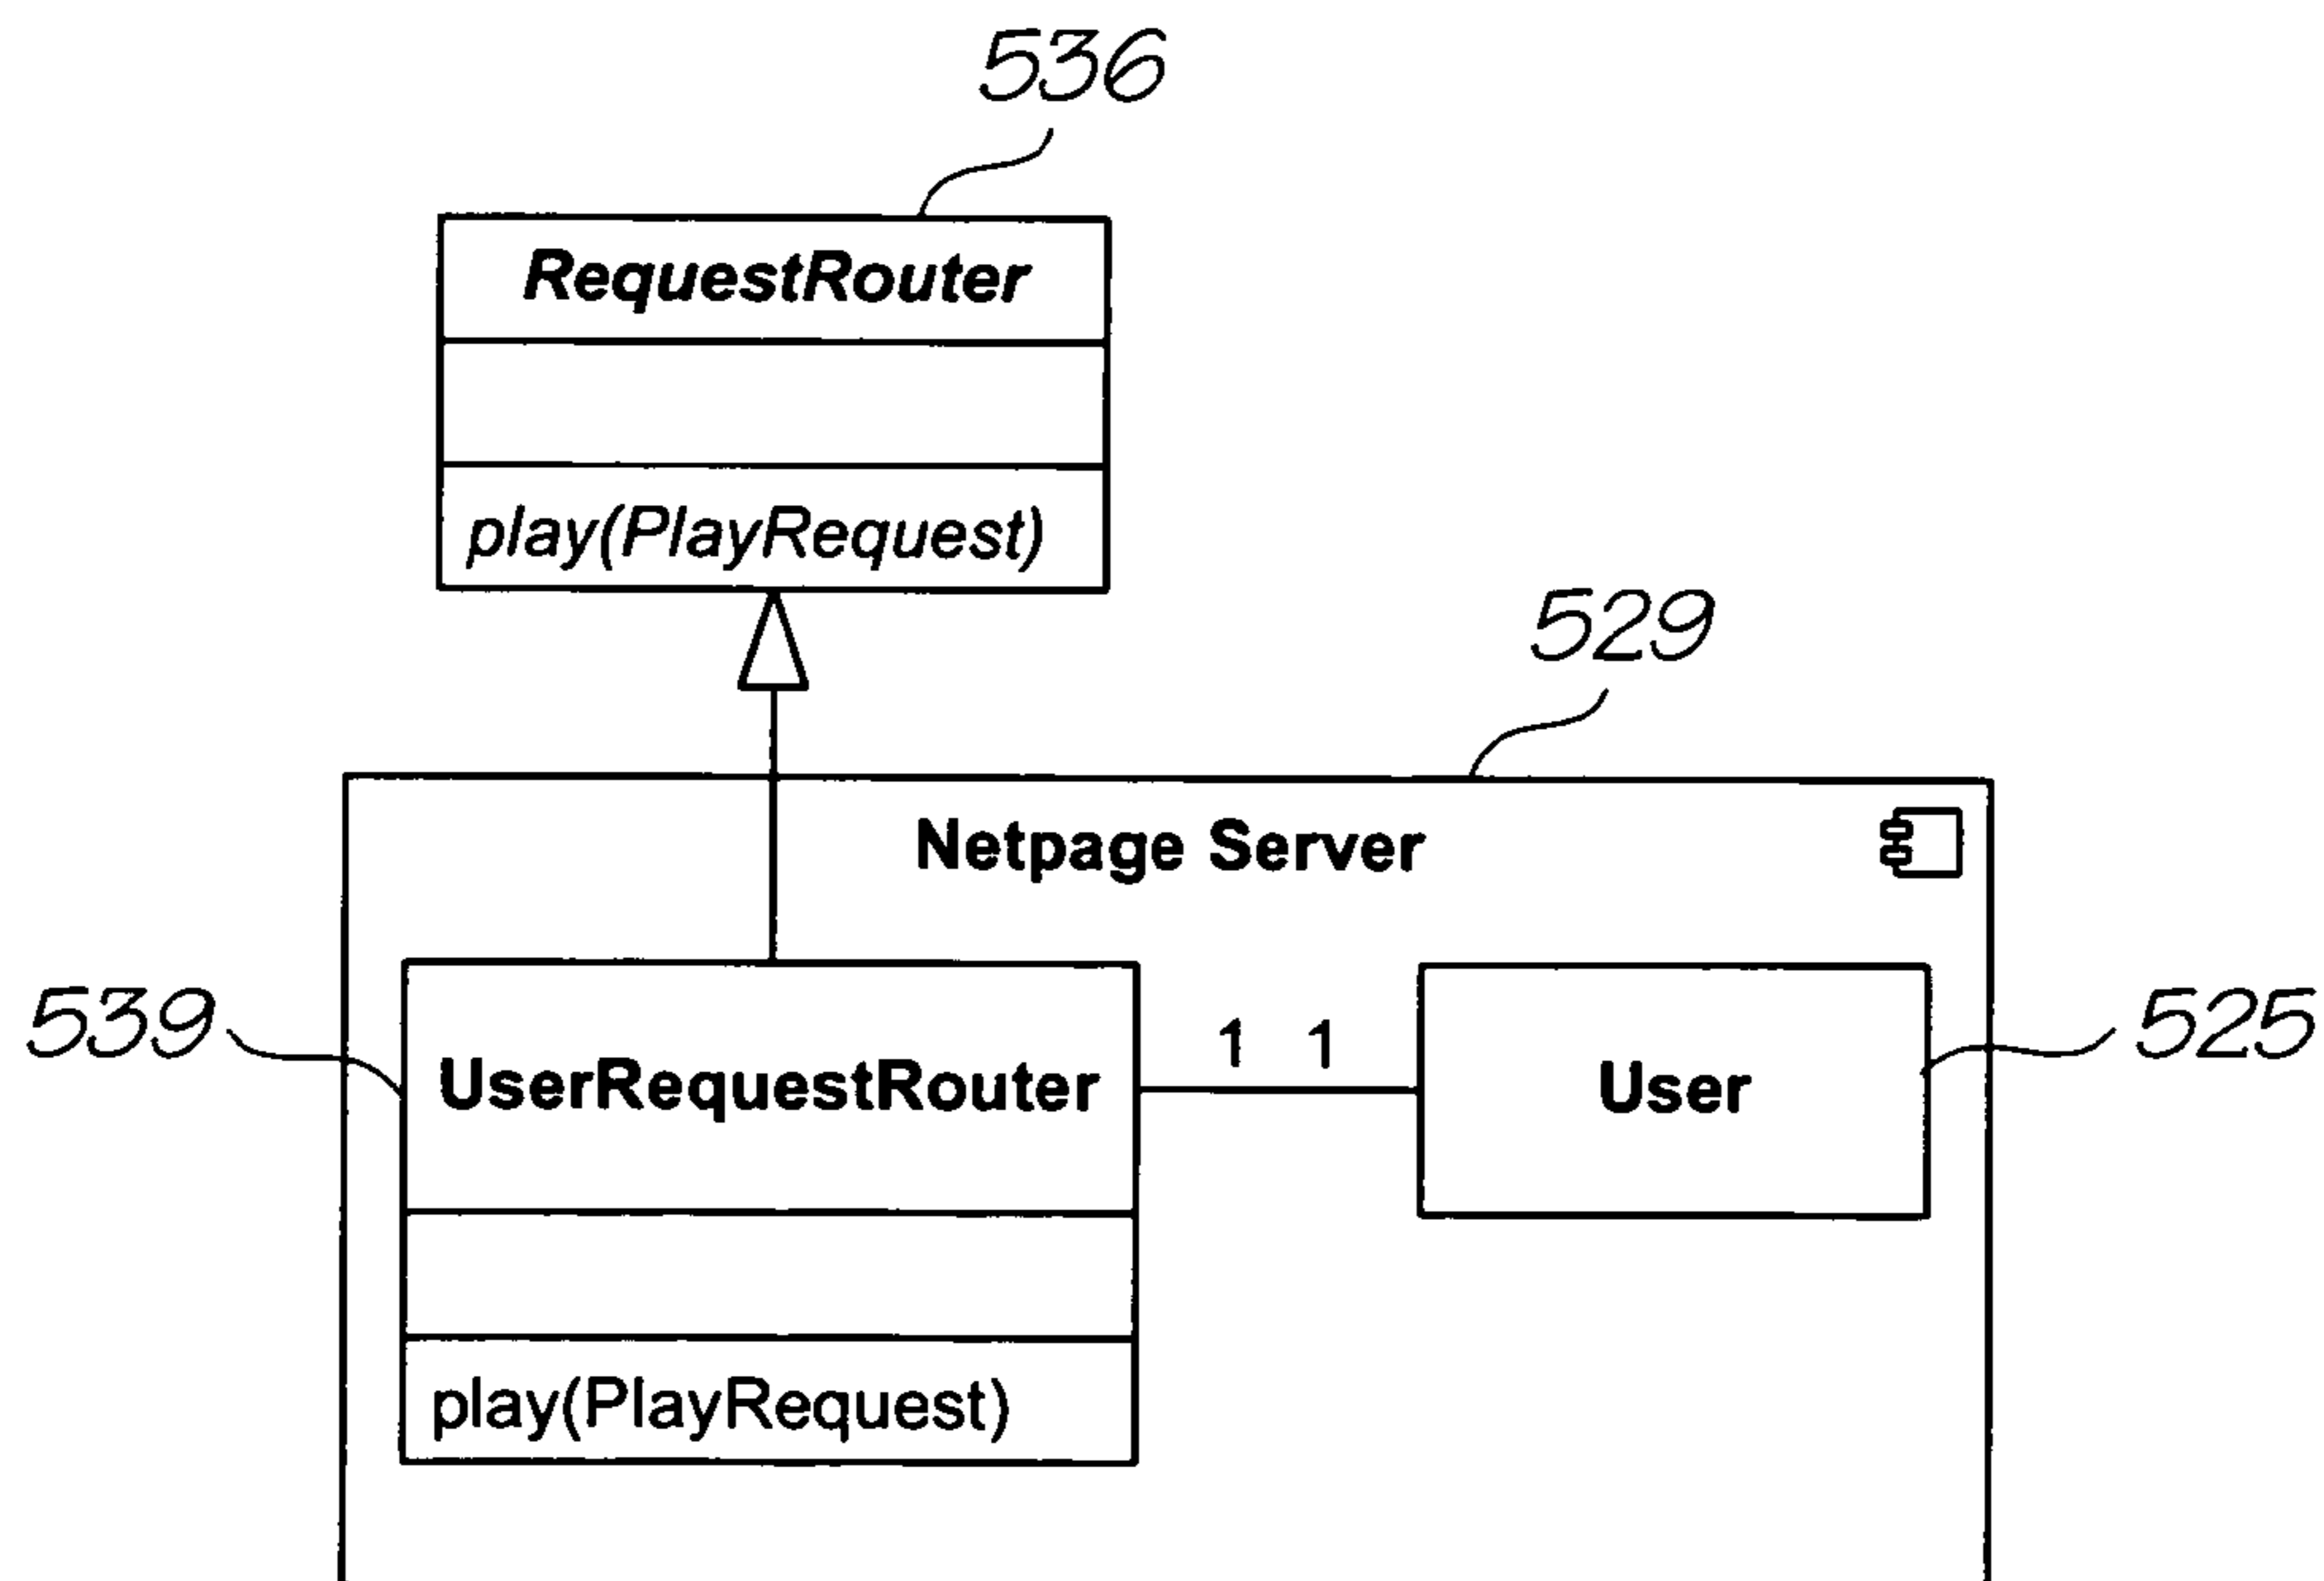 536
RequestRouter
play(PlayRequest)
529
Netpage Server
539
UserRequestRouter
1 1
User
525
play(PlayRequest)